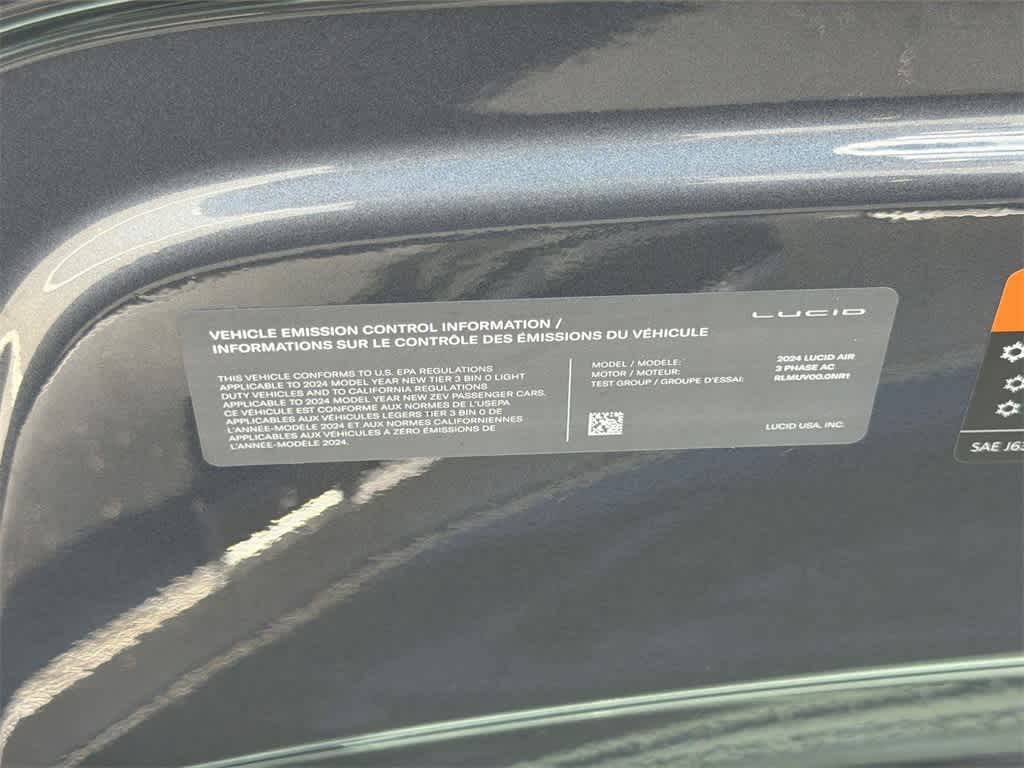 LUCID
VEHICLE EMISSION CONTROL INFORMATION /
INFORMATIONS SUR LE CONTRÔLE DES ÉMISSIONS DU VÉHICULE
THIS VEHICLE CONFORMS TO U.S. EPA REGULATIONS
APPLICABLE TO 2024 MODEL YEAR NEW TIER 3 BIN 0 LIGHT
DUTY VEHICLES AND TO CALIFORNIA REGULATIONS
APPLICABLE TO 2024 MODEL YEAR NEW ZEV PASSENGER CARS.
CE VÉHICULE EST CONFORME AUX NORMES DE L'USEPA
APPLICABLES AUX VÉHICULES LÉGERS TIER 3 BIN 0 DE
L'ANNÉE-MODÈLE 2024 ET AUX NORMES CALIFORNIENNES
APPLICABLES AUX VÉHICULES À ZÉRO ÉMISSIONS DE
L'ANNÉE-MODÈLE 2024.
MODEL / MODÈLE: 2024 LUCID AIR
MOTOR / MOTEUR: 3 PHASE AC
TEST GROUP / GROUPE D'ESSAI: RLMUV00.0NR1
LUCID USA, INC.
SAE J63